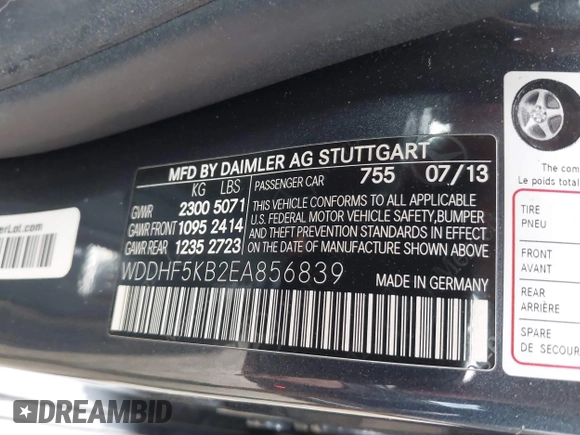 MFD BY DAIMLER AG STUTTGART
KG LBS PASSENGER CAR 755 07/13
GVWR 2300 5071
GAWR FRONT 1095 2414
GAWR REAR 1235 2723
THIS VEHICLE CONFORMS TO ALL APPLICABLE
U.S. FEDERAL MOTOR VEHICLE SAFETY, BUMPER
AND THEFT PREVENTION STANDARDS IN EFFECT
ON THE DATE OF MANUFACTURE SHOWN ABOVE.
WDDHF5KB2EA856839 MADE IN GERMANY
The com
Le poids total
TIRE
PNEU
FRONT
AVANT
REAR
ARRIÈRE
SPARE
DE SECOUR
erLot.com
DREAMBID